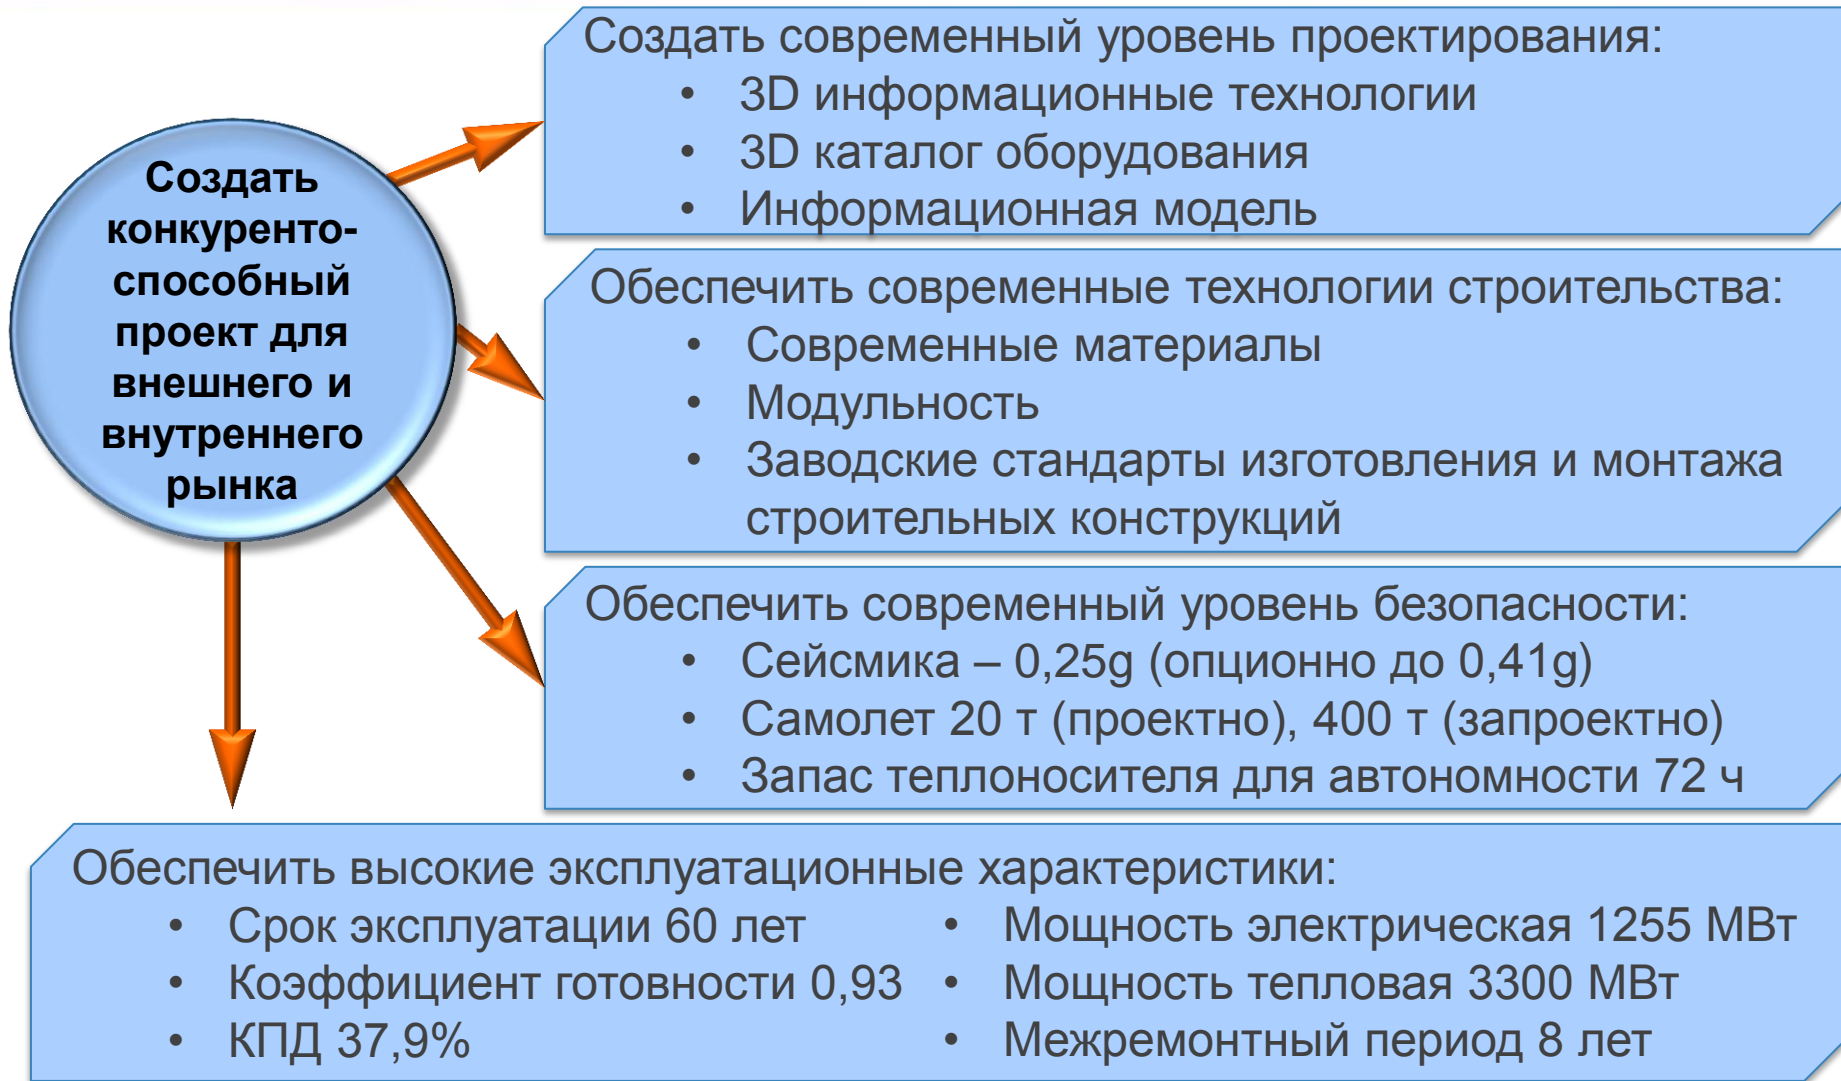 Создать
конкуренто-
способный
проект для
внешнего и
внутреннего
рынка
Создать современный уровень проектирования:
• 3D информационные технологии
• 3D каталог оборудования
• Информационная модель
Обеспечить современные технологии строительства:
• Современные материалы
• Модульность
• Заводские стандарты изготовления и монтажа
строительных конструкций
Обеспечить современный уровень безопасности:
• Сейсмика – 0,25g (опционно до 0,41g)
• Самолет 20 т (проектно), 400 т (запроектно)
• Запас теплоносителя для автономности 72 ч
Обеспечить высокие эксплуатационные характеристики:
• Срок эксплуатации 60 лет
• Коэффициент готовности 0,93
• КПД 37,9%
• Мощность электрическая 1255 МВт
• Мощность тепловая 3300 МВт
• Межремонтный период 8 лет